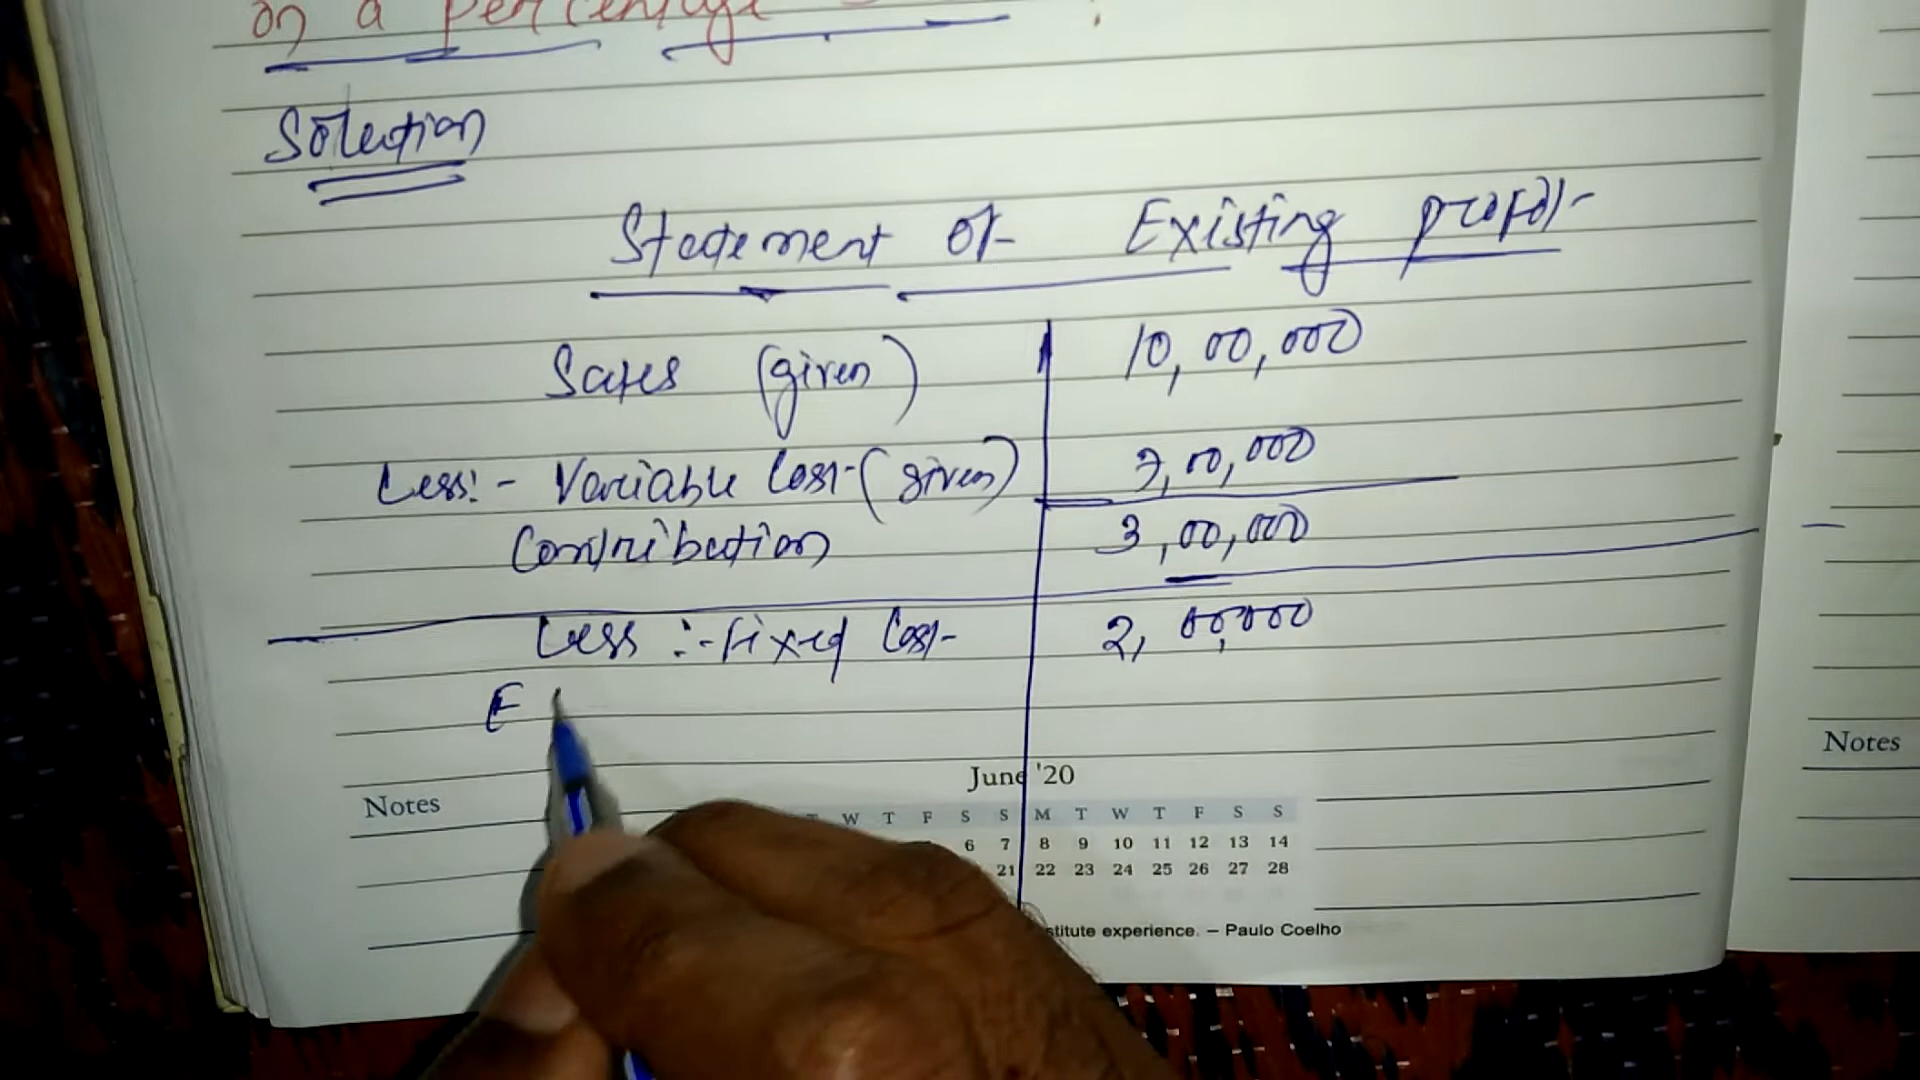 on a percentage
Solution
Statement of Existing profit
Sales (given) 10,00,000
Less:- Variable Cost (given) 7,00,000
Contribution 3,00,000
Less :- Fixed Cost 2,00,000
E
June '20
Notes
Notes
T W T F S S M T W T F S S
6 7 8 9 10 11 12 13 14
21 22 23 24 25 26 27 28
stitute experience. – Paulo Coelho